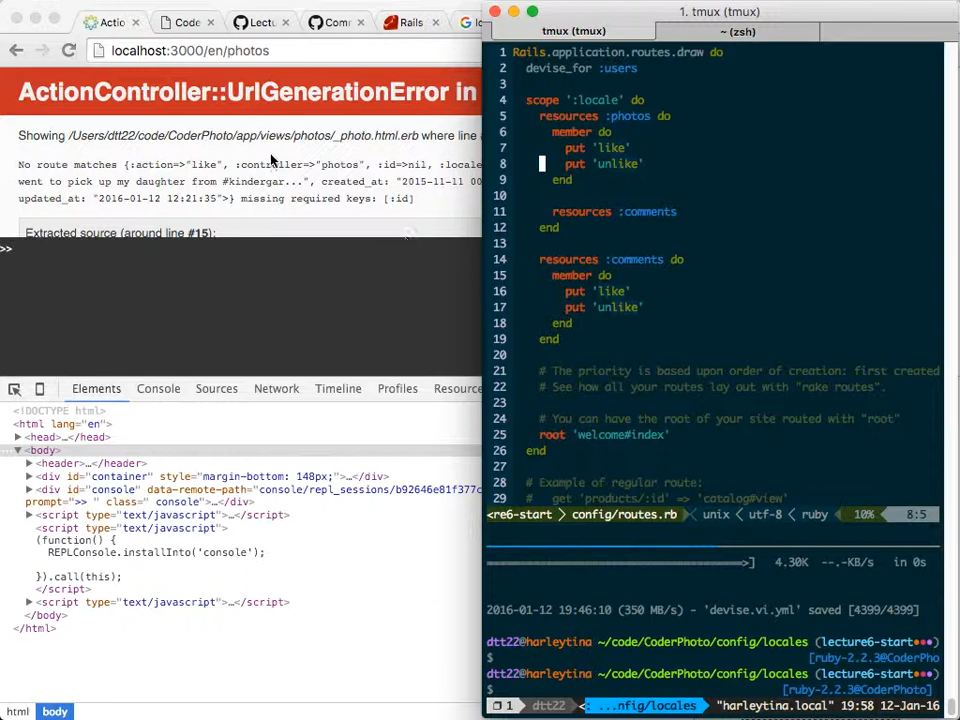 Actio
Code
Lectu
Comm
Rails
lo
localhost:3000/en/photos
ActionController::UrlGenerationError in
Showing /Users/dtt22/code/CoderPhoto/app/views/photos/_photo.html.erb where line
No route matches {:action=>"like", :controller=>"photos", :id=>nil, :locale
went to pick up my daughter from #kindergar...", created_at: "2015-11-11 00
updated_at: "2016-01-12 12:21:35">} missing required keys: [:id]
Extracted source (around line #15):
>>
Elements Console Sources Network Timeline Profiles Resource
<!DOCTYPE html>
<html lang="en">
<head>…</head>
<body>
<header>…</header>
<div id="container" style="margin-bottom: 148px;">…</div>
<div id="console" data-remote-path="console/repl_sessions/b92646e81f377c
prompt=">> " class=" console">…</div>
<script type="text/javascript">…</script>
<script type="text/javascript">
(function() {
REPLConsole.installInto('console');
}).call(this);
</script>
<script type="text/javascript">…</script>
</body>
</html>
html body
1. tmux (tmux)
tmux (tmux) ~ (zsh)
1 Rails.application.routes.draw do
2 devise_for :users
3
4 scope ':locale' do
5 resources :photos do
6 member do
7 put 'like'
8 put 'unlike'
9 end
10
11 resources :comments
12 end
13
14 resources :comments do
15 member do
16 put 'like'
17 put 'unlike'
18 end
19 end
20
21 # The priority is based upon order of creation: first created
22 # See how all your routes lay out with "rake routes".
23
24 # You can have the root of your site routed with "root"
25 root 'welcome#index'
26 end
27
28 # Example of regular route:
29 # get 'products/:id' => 'catalog#view'
<re6-start > config/routes.rb < unix < utf-8 < ruby 10% 8:5
=====================================>] 4.30K --.-KB/s in 0s
2016-01-12 19:46:10 (350 MB/s) - 'devise.vi.yml' saved [4399/4399]
dtt22@harleytina ~/code/CoderPhoto/config/locales (lecture6-start•••)
$ [ruby-2.2.3@CoderPho
dtt22@harleytina ~/code/CoderPhoto/config/locales (lecture6-start•••)
$ [ruby-2.2.3@CoderPhoto]
1 dtt22 <: ...nfig/locales "harleytina.local" 19:58 12-Jan-16